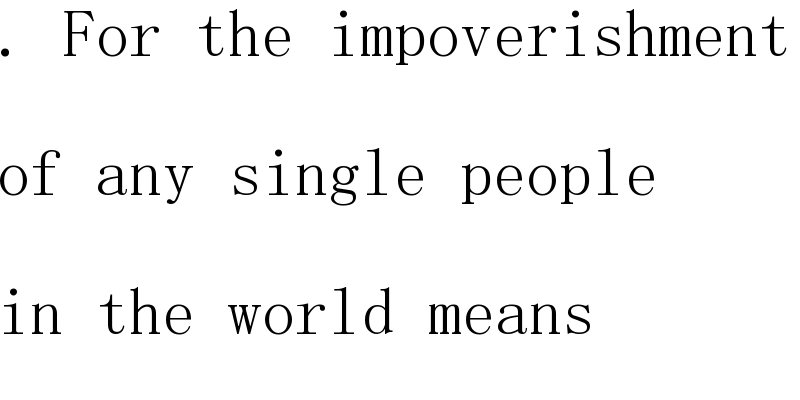 . For the impoverishment
of any single people
in the world means